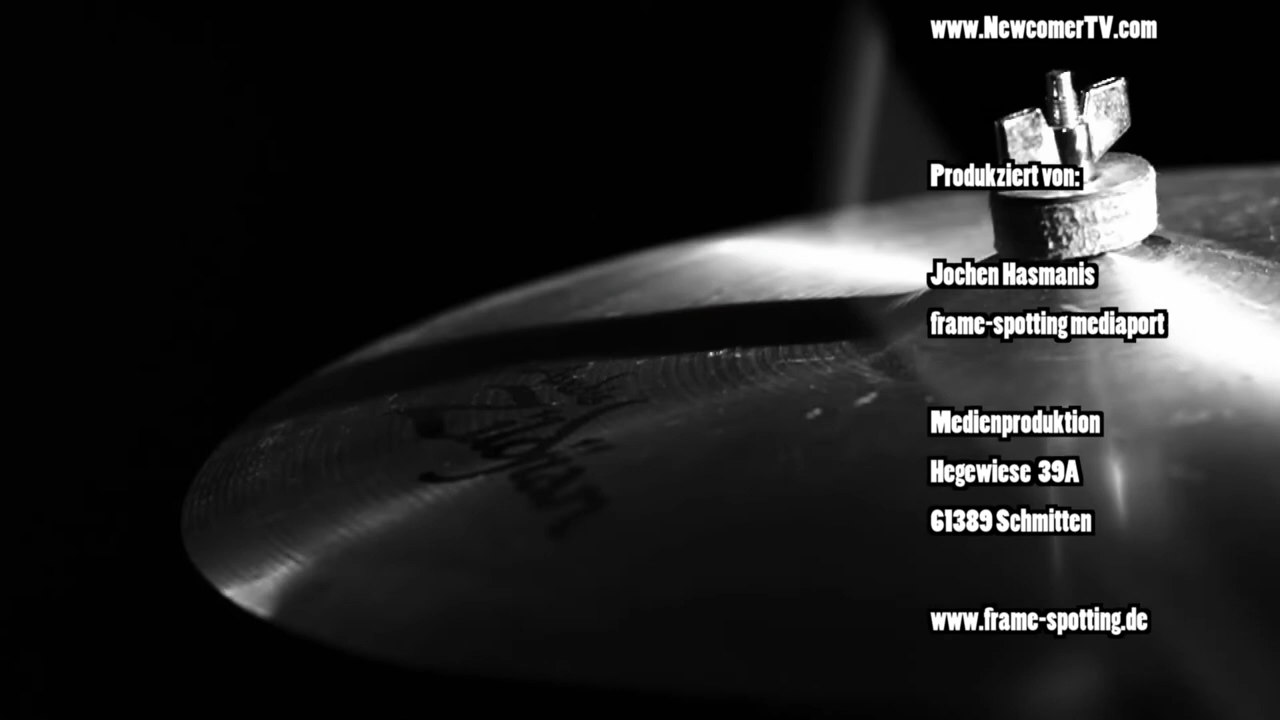 www.NewcomerTV.com
Produkziert von:
Jochen Hasmanis
frame-spotting mediaport
Medienproduktion
Hegewiese 39A
61389 Schmitten
www.frame-spotting.de
Zildjian